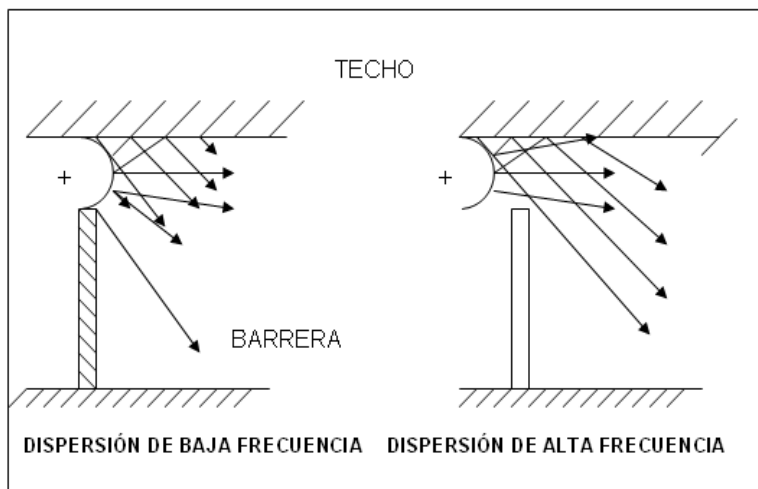 TECHO
+
+
BARRERA
DISPERSIÓN DE BAJA FRECUENCIA
DISPERSIÓN DE ALTA FRECUENCIA